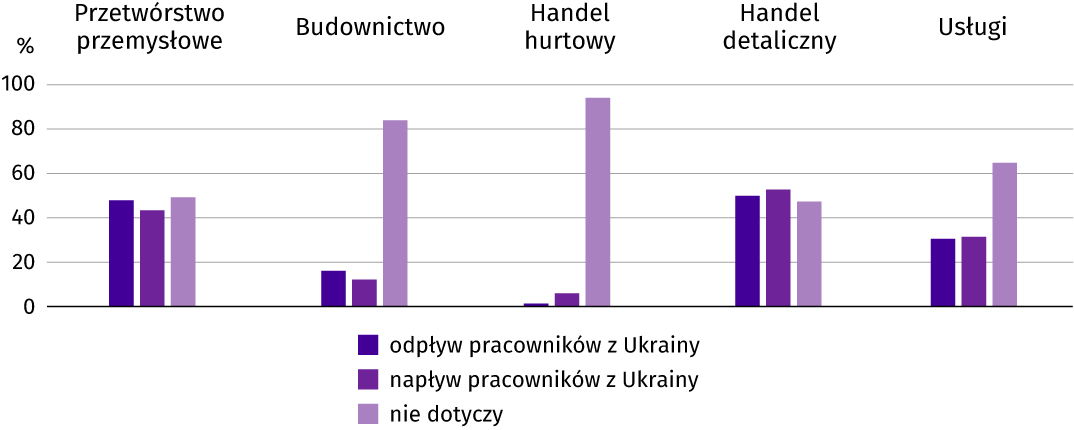 Przetwórstwo
przemysłowe
Budownictwo
Handel
hurtowy
Handel
detaliczny
Usługi
%
100
80
60
40
20
0
odpływ pracowników z Ukrainy
napływ pracowników z Ukrainy
nie dotyczy